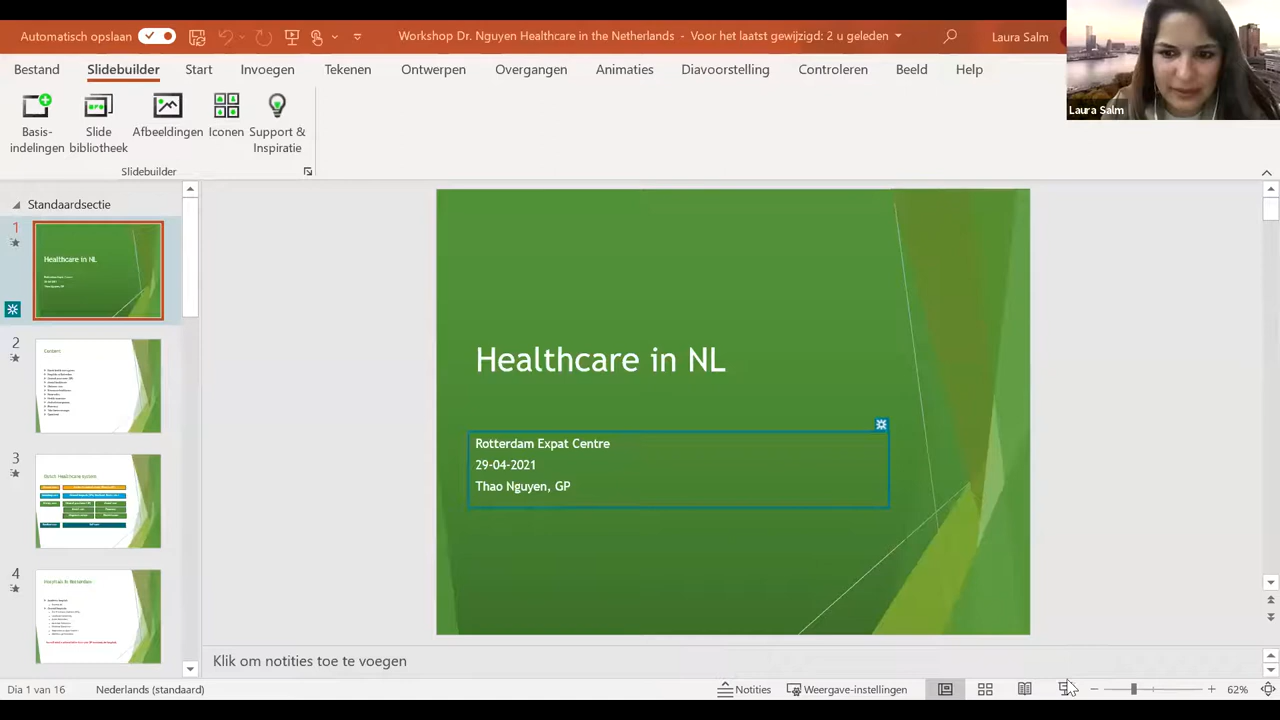 Automatisch opslaan
Workshop Dr. Nguyen Healthcare in the Netherlands - Voor het laatst gewijzigd: 2 u geleden
Laura Salm
Bestand Slidebuilder Start Invoegen Tekenen Ontwerpen Overgangen Animaties Diavoorstelling Controleren Beeld Help
Laura Salm
Basis-
indelingen
Slide
bibliotheek
Afbeeldingen
Iconen
Support &
Inspiratie
Slidebuilder
Standaardsectie
1
Healthcare in NL
2
Content
3
Dutch Healthcare system
4
Hospitals in Rotterdam
Healthcare in NL
Rotterdam Expat Centre
29-04-2021
Thao Nguyen, GP
Klik om notities toe te voegen
Dia 1 van 16 Nederlands (standaard) Notities Weergave-instellingen 62%